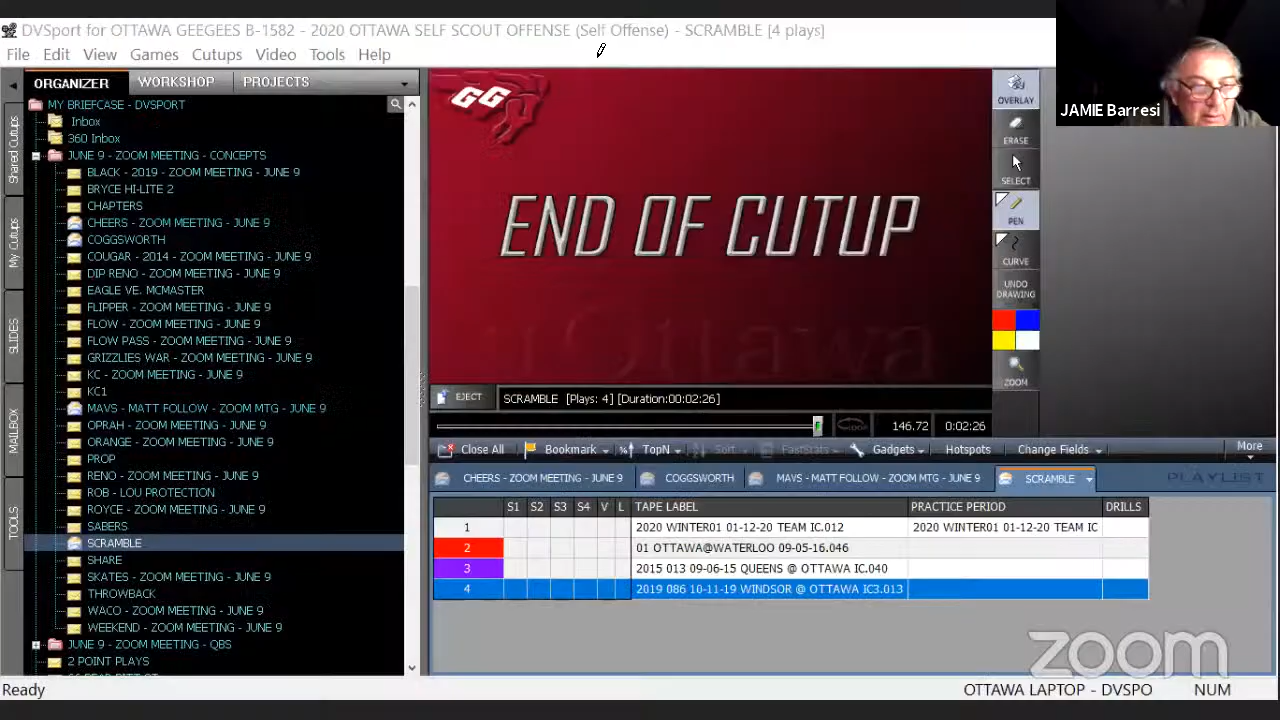 DVSport for OTTAWA GEEGEES B-1582 - 2020 OTTAWA SELF SCOUT OFFENSE (Self Offense) - SCRAMBLE [4 plays]
File Edit View Games Cutups Video Tools Help
JAMIE Barresi
ORGANIZER WORKSHOP PROJECTS
Shared Cutups
My Cutups
SLIDES
MAILBOX
TOOLS
MY BRIEFCASE - DVSPORT
Inbox
360 Inbox
JUNE 9 - ZOOM MEETING - CONCEPTS
BLACK - 2019 - ZOOM MEETING - JUNE 9
BRYCE HI-LITE 2
CHAPTERS
CHEERS - ZOOM MEETING - JUNE 9
COGGSWORTH
COUGAR - 2014 - ZOOM MEETING - JUNE 9
DIP RENO - ZOOM MEETING - JUNE 9
EAGLE VE. MCMASTER
FLIPPER - ZOOM MEETING - JUNE 9
FLOW - ZOOM MEETING - JUNE 9
FLOW PASS - ZOOM MEETING - JUNE 9
GRIZZLIES WAR - ZOOM MEETING - JUNE 9
KC - ZOOM MEETING - JUNE 9
KC1
MAVS - MATT FOLLOW - ZOOM MTG - JUNE 9
OPRAH - ZOOM MEETING - JUNE 9
ORANGE - ZOOM MEETING - JUNE 9
PROP
RENO - ZOOM MEETING - JUNE 9
ROB - LOU PROTECTION
ROYCE - ZOOM MEETING - JUNE 9
SABERS
SCRAMBLE
SHARE
SKATES - ZOOM MEETING - JUNE 9
THROWBACK
WACO - ZOOM MEETING - JUNE 9
WEEKEND - ZOOM MEETING - JUNE 9
JUNE 9 - ZOOM MEETING - QBS
2 POINT PLAYS
GG
END OF CUTUP
Ottawa
OVERLAY
ERASE
SELECT
PEN
CURVE
UNDO
DRAWING
ZOOM
EJECT SCRAMBLE [Plays: 4] [Duration:00:02:26]
146.72 0:02:26
Close All Bookmark TopN Sort FastStats Gadgets Hotspots Change Fields More
CHEERS - ZOOM MEETING - JUNE 9 COGGSWORTH MAVS - MATT FOLLOW - ZOOM MTG - JUNE 9 SCRAMBLE PLAYLIST
S1 S2 S3 S4 V L TAPE LABEL PRACTICE PERIOD DRILLS
1 2020 WINTER01 01-12-20 TEAM IC.012 2020 WINTER01 01-12-20 TEAM IC
2 01 OTTAWA@WATERLOO 09-05-16.046
3 2015 013 09-06-15 QUEENS @ OTTAWA IC.040
4 2019 086 10-11-19 WINDSOR @ OTTAWA IC3.013
zoom
Ready OTTAWA LAPTOP - DVSPO NUM